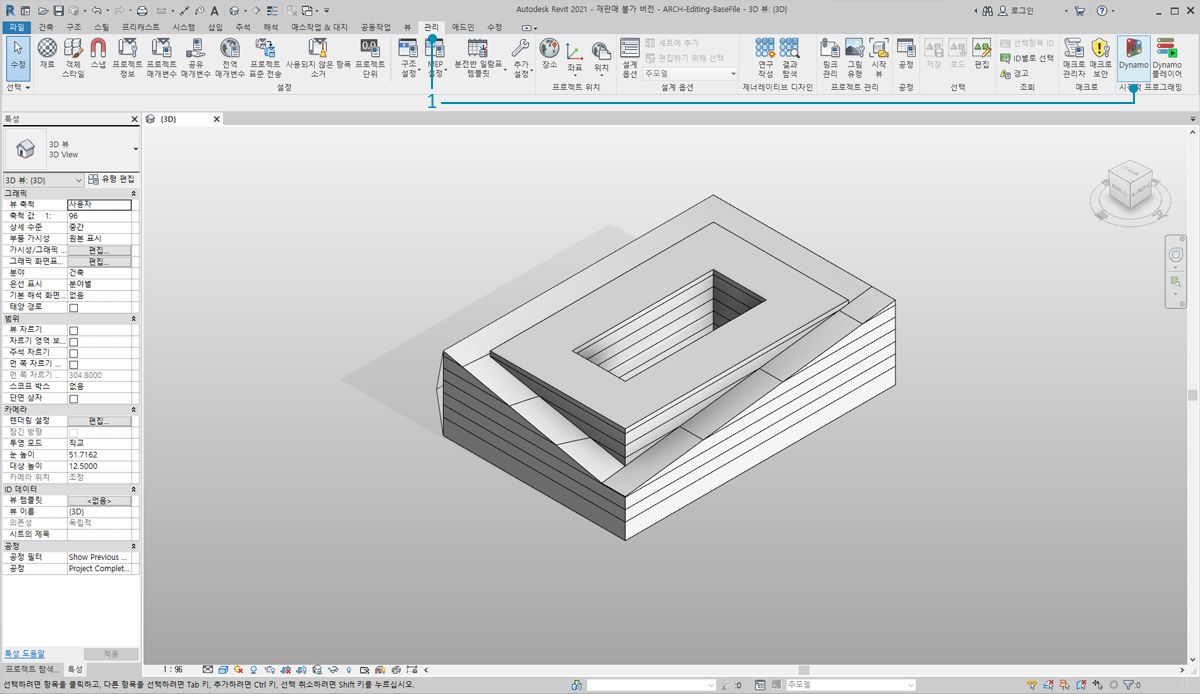 Autodesk Revit 2021 - 재판매 불가 버전 - ARCH-Editing-BaseFile - 3D 뷰: {3D}
로그인
파일 건축 구조 스틸 프리캐스트 시스템 삽입 주석 해석 매스작업 & 대지 공동작업 뷰 관리 애드인 수정
수정
재료
객체 스타일
스냅
프로젝트 정보
프로젝트 매개변수
공유 매개변수
전역 매개변수
프로젝트 표준 전송
사용되지 않은 항목 소거
프로젝트 단위
구조 설정
MEP 설정
분전반 일람표 템플릿
추가 설정
장소
좌표
위치
설계 옵션
세트에 추가
편집하기 위해 선택
주모델
연구 작성
결과 탐색
링크 관리
그림 유형
시작 뷰
공정
저장
로드
편집
선택항목 ID
ID별로 선택
경고
매크로 관리자
매크로 보안
Dynamo
Dynamo 플레이어
선택
설정
프로젝트 위치
설계 옵션
제너레이티브 디자인
프로젝트 관리
공정
선택
조회
매크로
프로그래밍
1
특성
{3D}
3D 뷰
3D View
3D 뷰: {3D}
유형 편집
그래픽
뷰 축척 사용자
축척 값 1: 96
상세 수준 중간
부품 가시성 원본 표시
가시성/그래픽 ... 편집...
그래픽 화면표... 편집...
분야 건축
은선 표시 분야별
기본 해석 화면... 없음
태양 경로
범위
뷰 자르기
자르기 영역 보...
주석 자르기
먼 쪽 자르기 ...
먼 쪽 자르기 ... 304.8000
스코프 박스 없음
단면 상자
카메라
렌더링 설정 편집...
잠긴 방향
투영 모드 직교
눈 높이 51.7162
대상 높이 12.5000
카메라 위치 조정
ID 데이터
뷰 템플릿 <없음>
뷰 이름 {3D}
의존성 독립적
시트의 제목
공정
공정 필터 Show Previous ...
공정 Project Complet...
특성 도움말
적용
프로젝트 탐색...
특성
1 : 96
선택하려면 항목을 클릭하고, 다른 항목을 선택하려면 Tab 키, 추가하려면 Ctrl 키, 선택 취소하려면 Shift 키를 누르십시오.
:0
주모델
:0